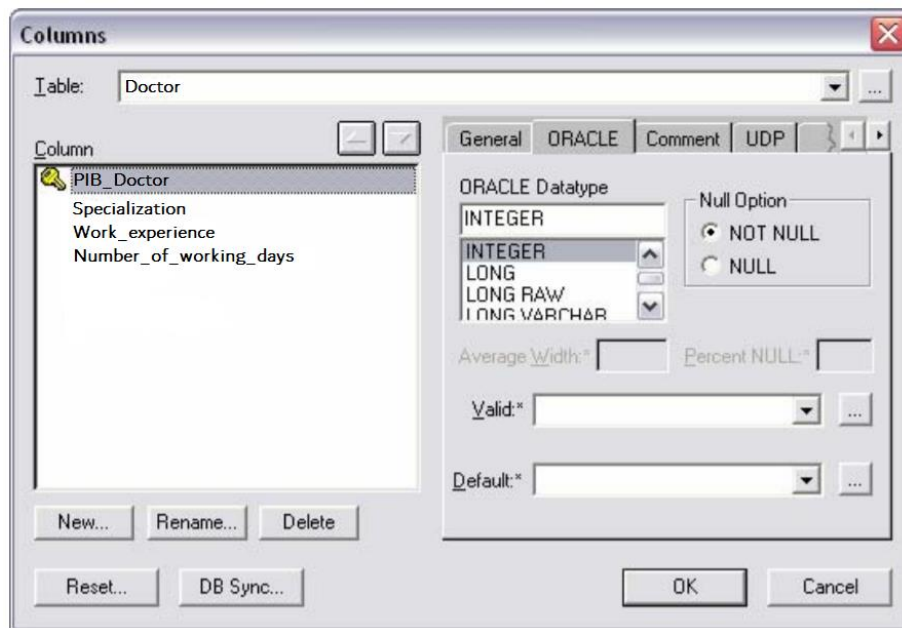 Columns
Table: Doctor ...
Column
PIB_Doctor
Specialization
Work_experience
Number_of_working_days
New... Rename... Delete
General ORACLE Comment UDP
ORACLE Datatype
INTEGER
INTEGER
LONG
LONG RAW
LONG VARCHAR
Null Option
NOT NULL
NULL
Average Width:* Percent NULL:*
Valid:* ...
Default:* ...
Reset... DB Sync... OK Cancel